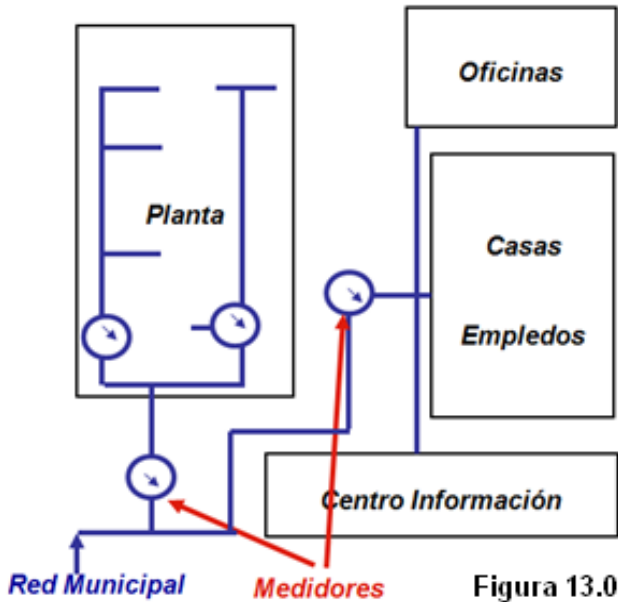 Oficinas
Planta
Casas
Empledos
Centro Información
Red Municipal
Medidores
Figura 13.0